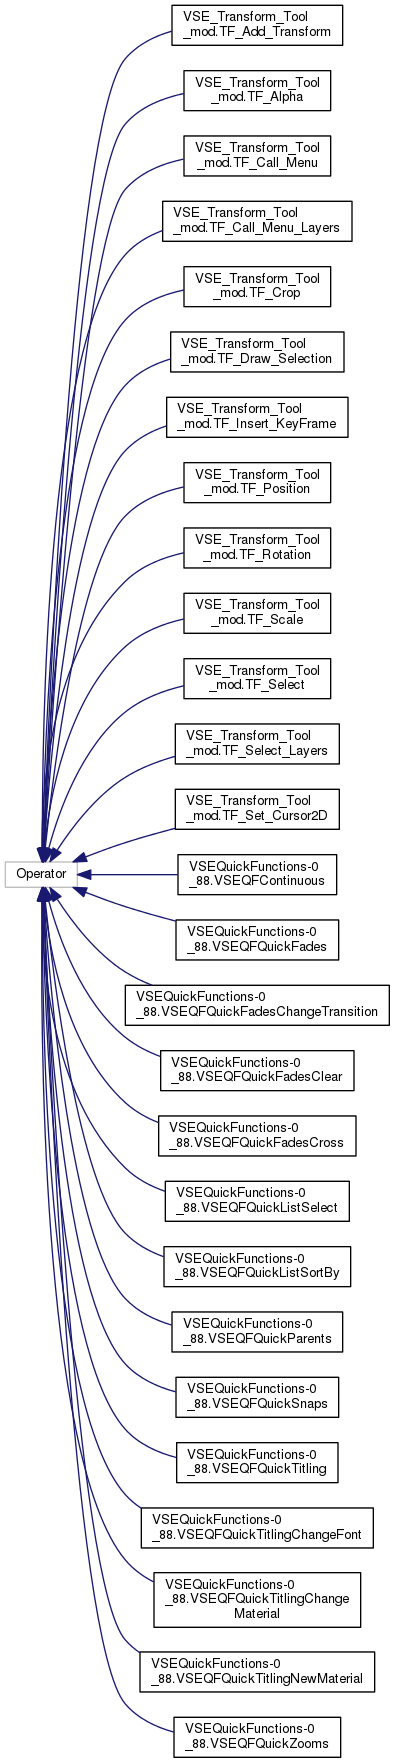 VSE_Transform_Tool
_mod.TF_Add_Transform
VSE_Transform_Tool
_mod.TF_Alpha
VSE_Transform_Tool
_mod.TF_Call_Menu
VSE_Transform_Tool
_mod.TF_Call_Menu_Layers
VSE_Transform_Tool
_mod.TF_Crop
VSE_Transform_Tool
_mod.TF_Draw_Selection
VSE_Transform_Tool
_mod.TF_Insert_KeyFrame
VSE_Transform_Tool
_mod.TF_Position
VSE_Transform_Tool
_mod.TF_Rotation
VSE_Transform_Tool
_mod.TF_Scale
VSE_Transform_Tool
_mod.TF_Select
VSE_Transform_Tool
_mod.TF_Select_Layers
VSE_Transform_Tool
_mod.TF_Set_Cursor2D
Operator
VSEQuickFunctions-0
_88.VSEQFContinuous
VSEQuickFunctions-0
_88.VSEQFQuickFades
VSEQuickFunctions-0
_88.VSEQFQuickFadesChangeTransition
VSEQuickFunctions-0
_88.VSEQFQuickFadesClear
VSEQuickFunctions-0
_88.VSEQFQuickFadesCross
VSEQuickFunctions-0
_88.VSEQFQuickListSelect
VSEQuickFunctions-0
_88.VSEQFQuickListSortBy
VSEQuickFunctions-0
_88.VSEQFQuickParents
VSEQuickFunctions-0
_88.VSEQFQuickSnaps
VSEQuickFunctions-0
_88.VSEQFQuickTitling
VSEQuickFunctions-0
_88.VSEQFQuickTitlingChangeFont
VSEQuickFunctions-0
_88.VSEQFQuickTitlingChange
Material
VSEQuickFunctions-0
_88.VSEQFQuickTitlingNewMaterial
VSEQuickFunctions-0
_88.VSEQFQuickZooms